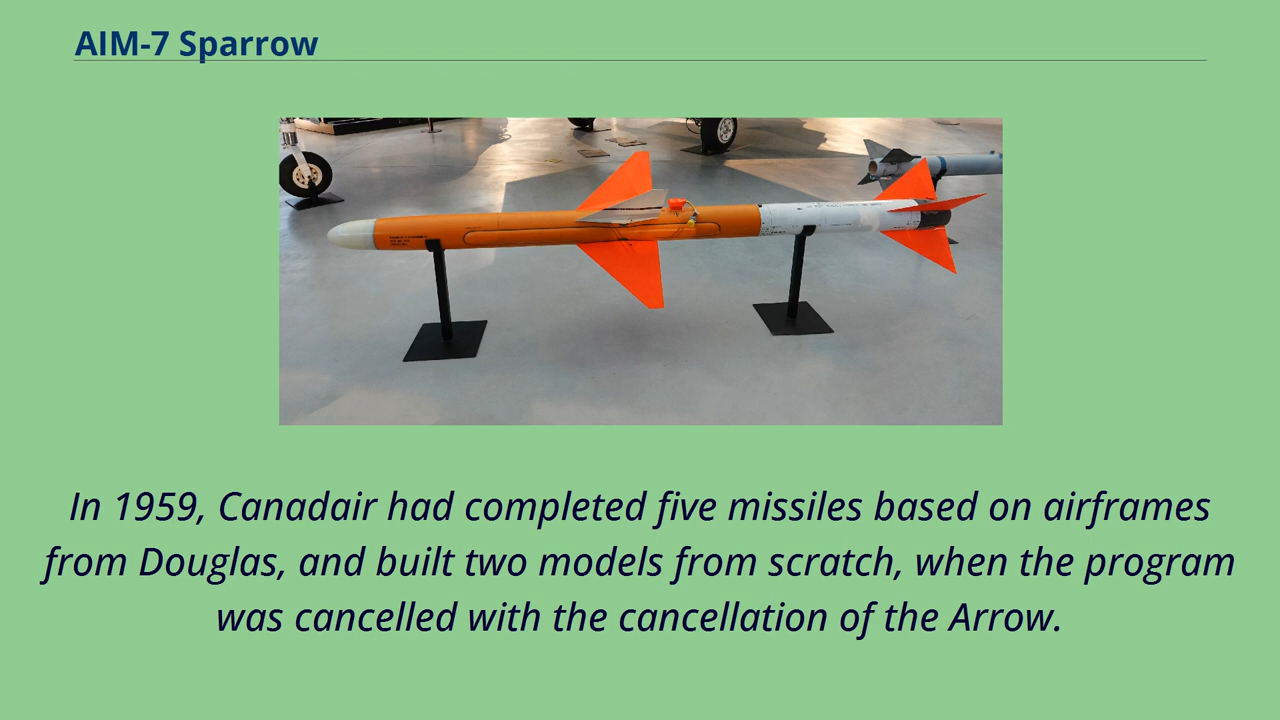 AIM-7 Sparrow
In 1959, Canadair had completed five missiles based on airframes
from Douglas, and built two models from scratch, when the program
was cancelled with the cancellation of the Arrow.